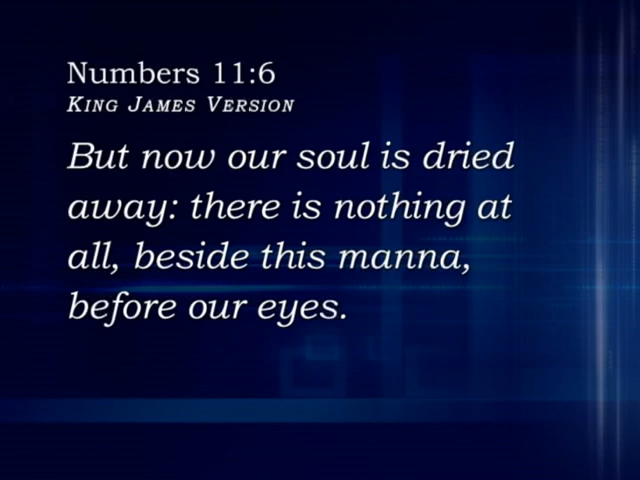 Numbers 11:6
King James Version
But now our soul is dried
away: there is nothing at
all, beside this manna,
before our eyes.